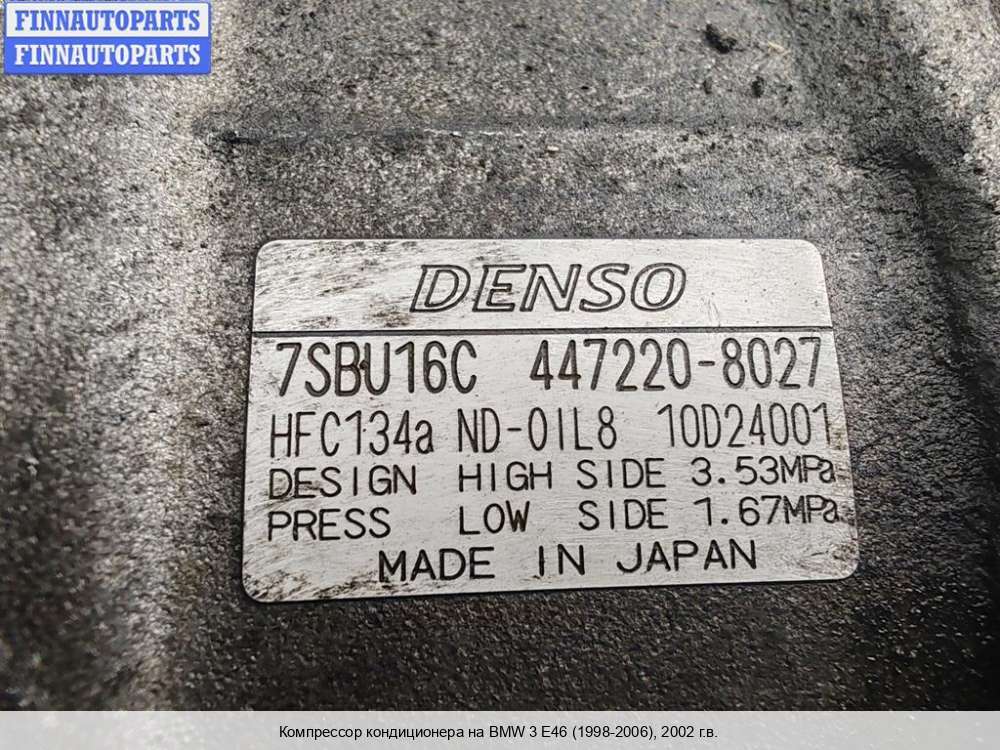 FINNAUTOPARTS
FINNAUTOPARTS
DENSO
7SBU16C 447220-8027
HFC134a ND-OIL8 10D24001
DESIGN HIGH SIDE 3.53MPa
PRESS LOW SIDE 1.67MPa
MADE IN JAPAN
Компрессор кондиционера на BMW 3 E46 (1998-2006), 2002 г.в.